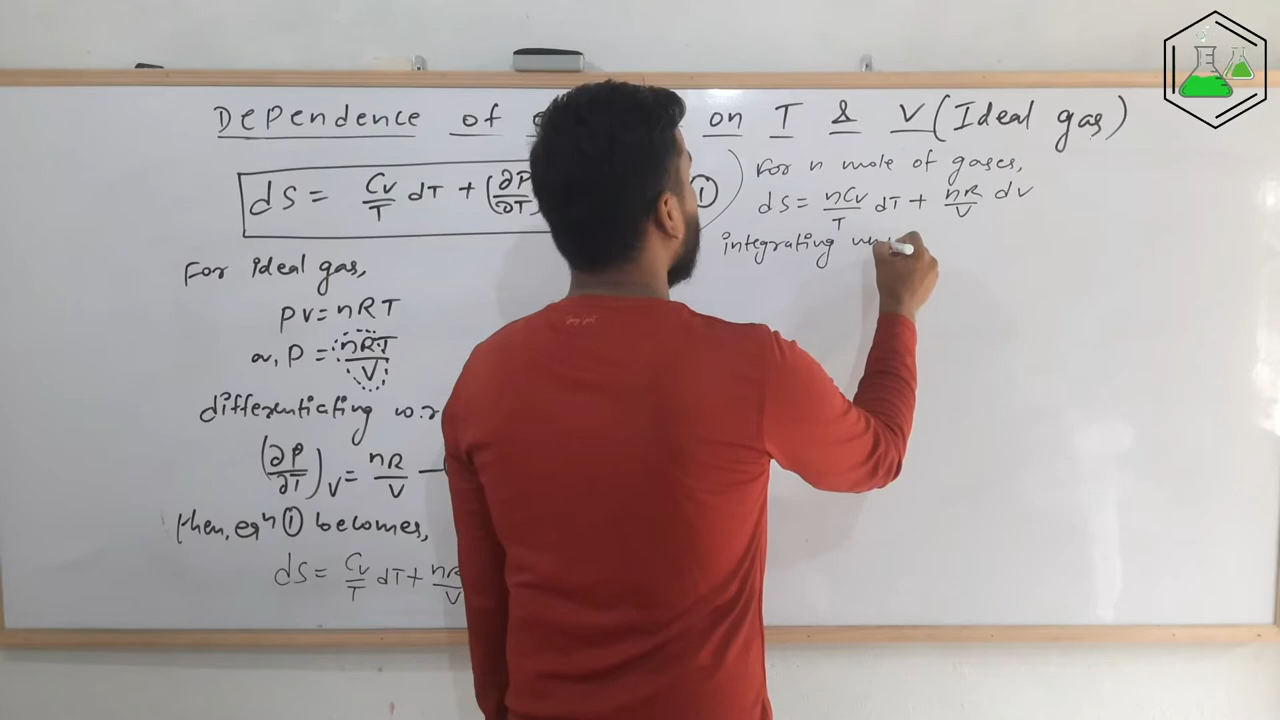 Dependence of on T & V (Ideal gas)
dS = Cv/T dT + (∂P/∂T) ①
For ideal gas,
PV = nRT
or, P = nRT/V
differentiating w.r
(∂P/∂T)V = nR/V —
then, eqn ① becomes,
dS = Cv/T dT + nR/V
For n mole of gases,
dS = nCv/T dT + nR/V dV
integrating